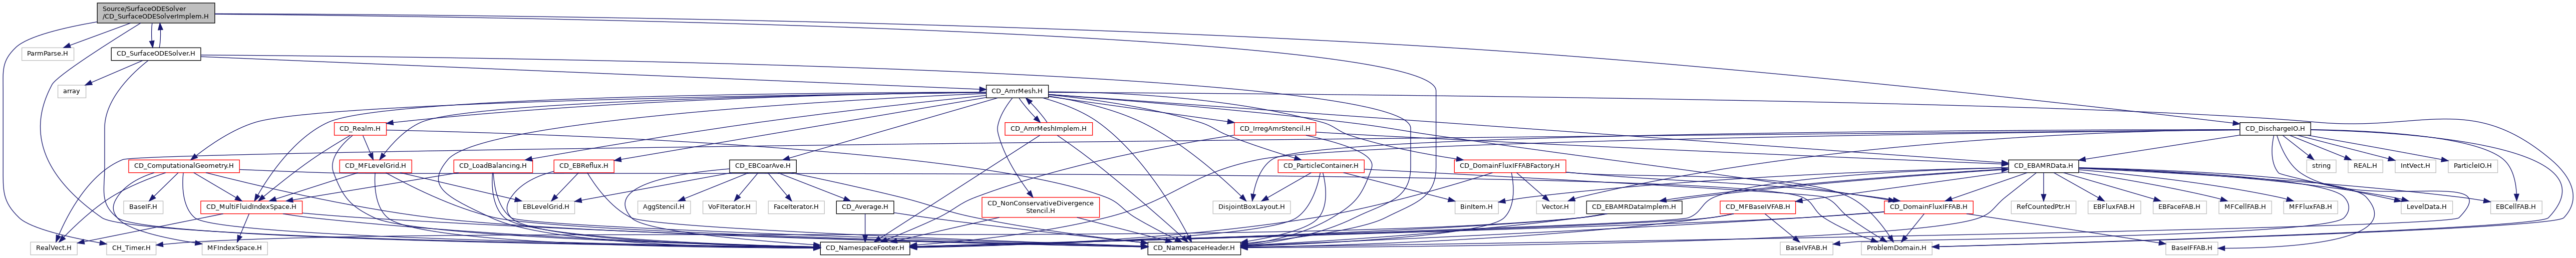 Source/SurfaceODESolver
/CD_SurfaceODESolverImplem.H
ParmParse.H
CD_SurfaceODESolver.H
array
CD_AmrMesh.H
CD_Realm.H
CD_AmrMeshImplem.H
CD_IrregAmrStencil.H
CD_DischargeIO.H
CD_ComputationalGeometry.H
CD_MFLevelGrid.H
CD_LoadBalancing.H
CD_EBReflux.H
CD_EBCoarAve.H
CD_ParticleContainer.H
CD_DomainFluxIFFABFactory.H
CD_EBAMRData.H
string
REAL.H
IntVect.H
ParticleIO.H
BaseIF.H
CD_MultiFluidIndexSpace.H
EBLevelGrid.H
AggStencil.H
VoFIterator.H
FaceIterator.H
CD_Average.H
CD_NonConservativeDivergence
Stencil.H
DisjointBoxLayout.H
BinItem.H
Vector.H
CD_EBAMRDataImplem.H
CD_MFBaseIVFAB.H
CD_DomainFluxIFFAB.H
RefCountedPtr.H
EBFluxFAB.H
EBFaceFAB.H
MFCellFAB.H
MFFluxFAB.H
LevelData.H
EBCellFAB.H
RealVect.H
CH_Timer.H
MFIndexSpace.H
CD_NamespaceFooter.H
CD_NamespaceHeader.H
BaseIVFAB.H
ProblemDomain.H
BaseIFFAB.H